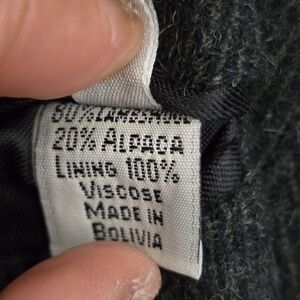 20% ALPACA
LINING 100%
VISCOSE
MADE IN
BOLIVIA